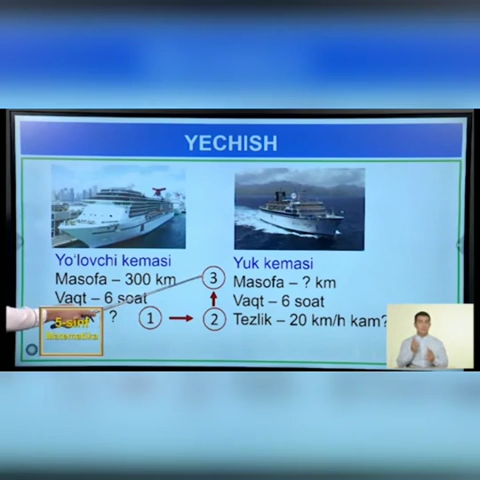 YECHISH
Yo'lovchi kemasi
Masofa – 300 km
Vaqt – 6 soat
?
1
2
3
Yuk kemasi
Masofa – ? km
Vaqt – 6 soat
Tezlik – 20 km/h kam?
5-sinf
Matematika